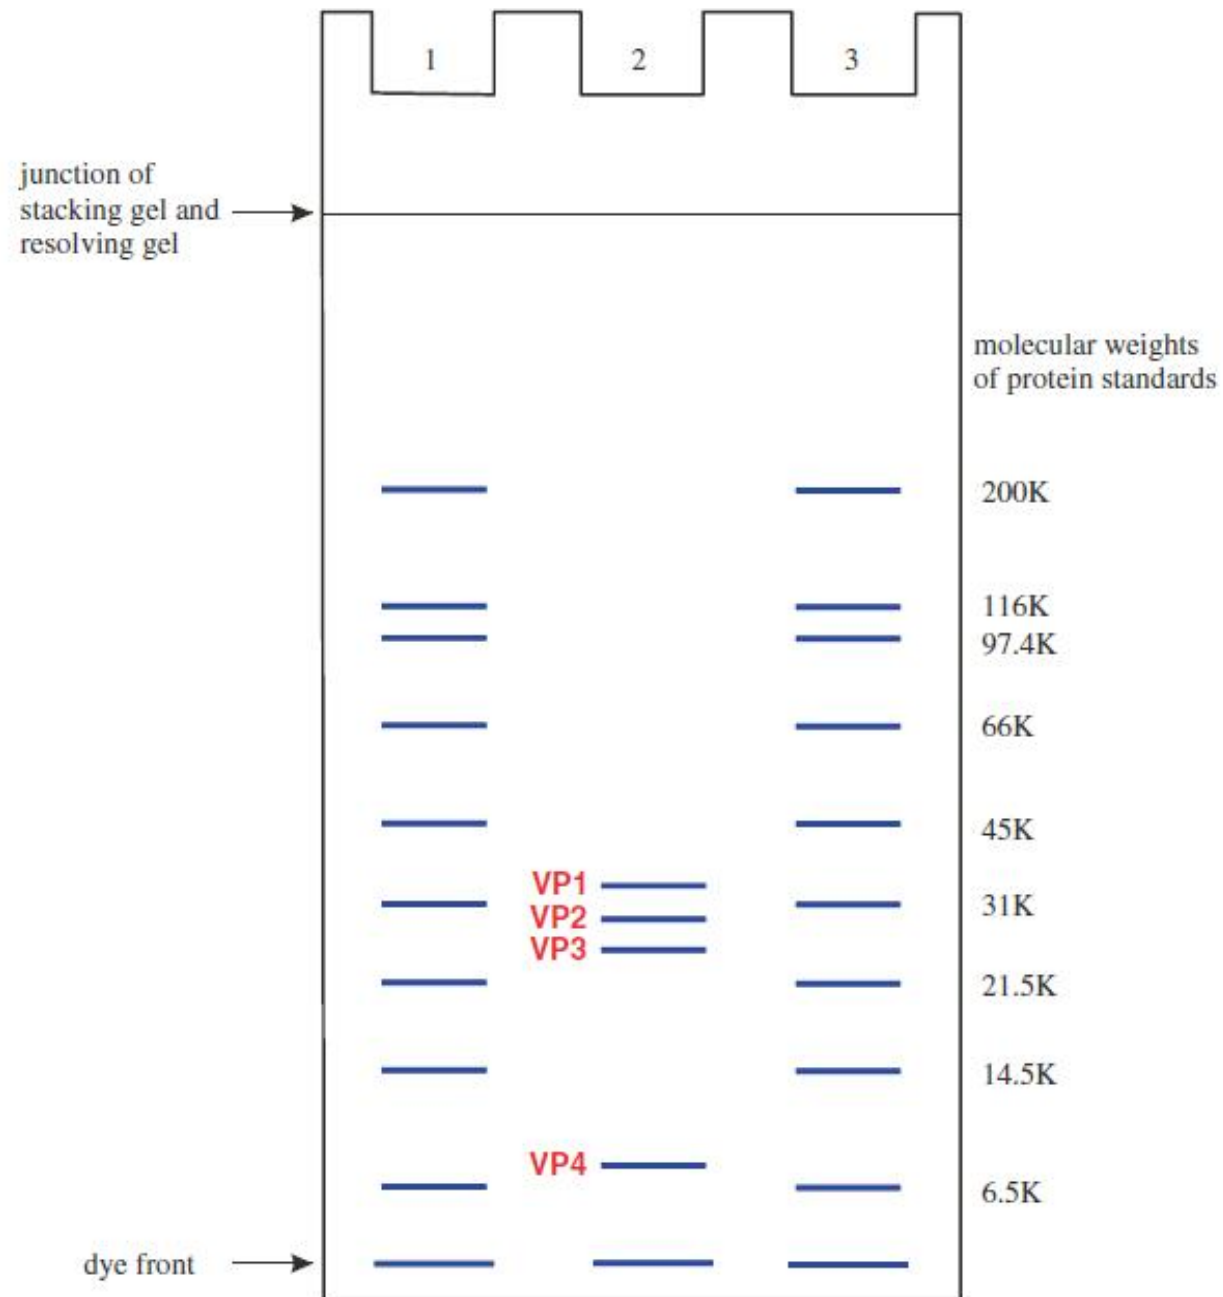 1
2
3
junction of
stacking gel and
resolving gel
molecular weights
of protein standards
200K
116K
97.4K
66K
45K
VP1
31K
VP2
VP3
21.5K
14.5K
VP4
6.5K
dye front